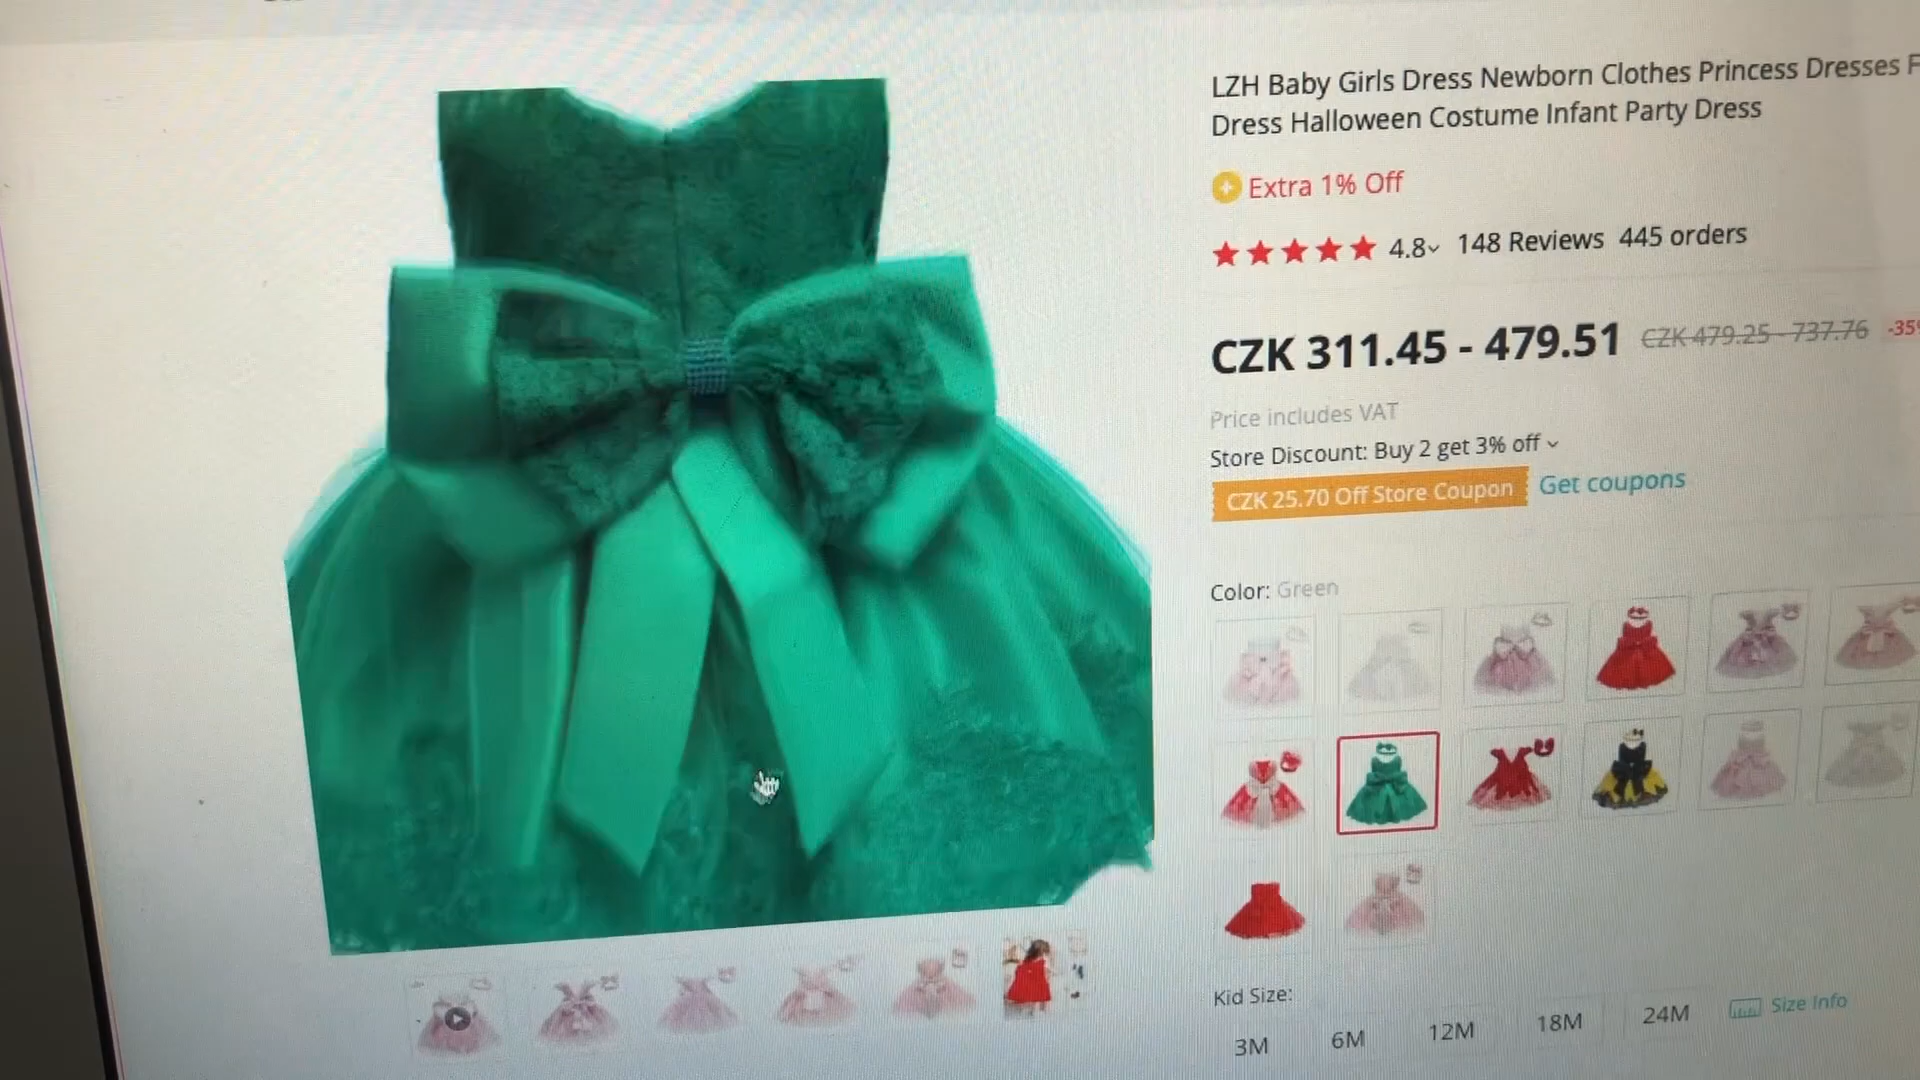 LZH Baby Girls Dress Newborn Clothes Princess Dresses
Dress Halloween Costume Infant Party Dress
Extra 1% Off
4.8 148 Reviews 445 orders
CZK 311.45 - 479.51 CZK 479.25 - 737.76 -35
Price includes VAT
Store Discount: Buy 2 get 3% off
CZK 25.70 Off Store Coupon Get coupons
Color: Green
Kid Size:
3M 6M 12M 18M 24M Size Info